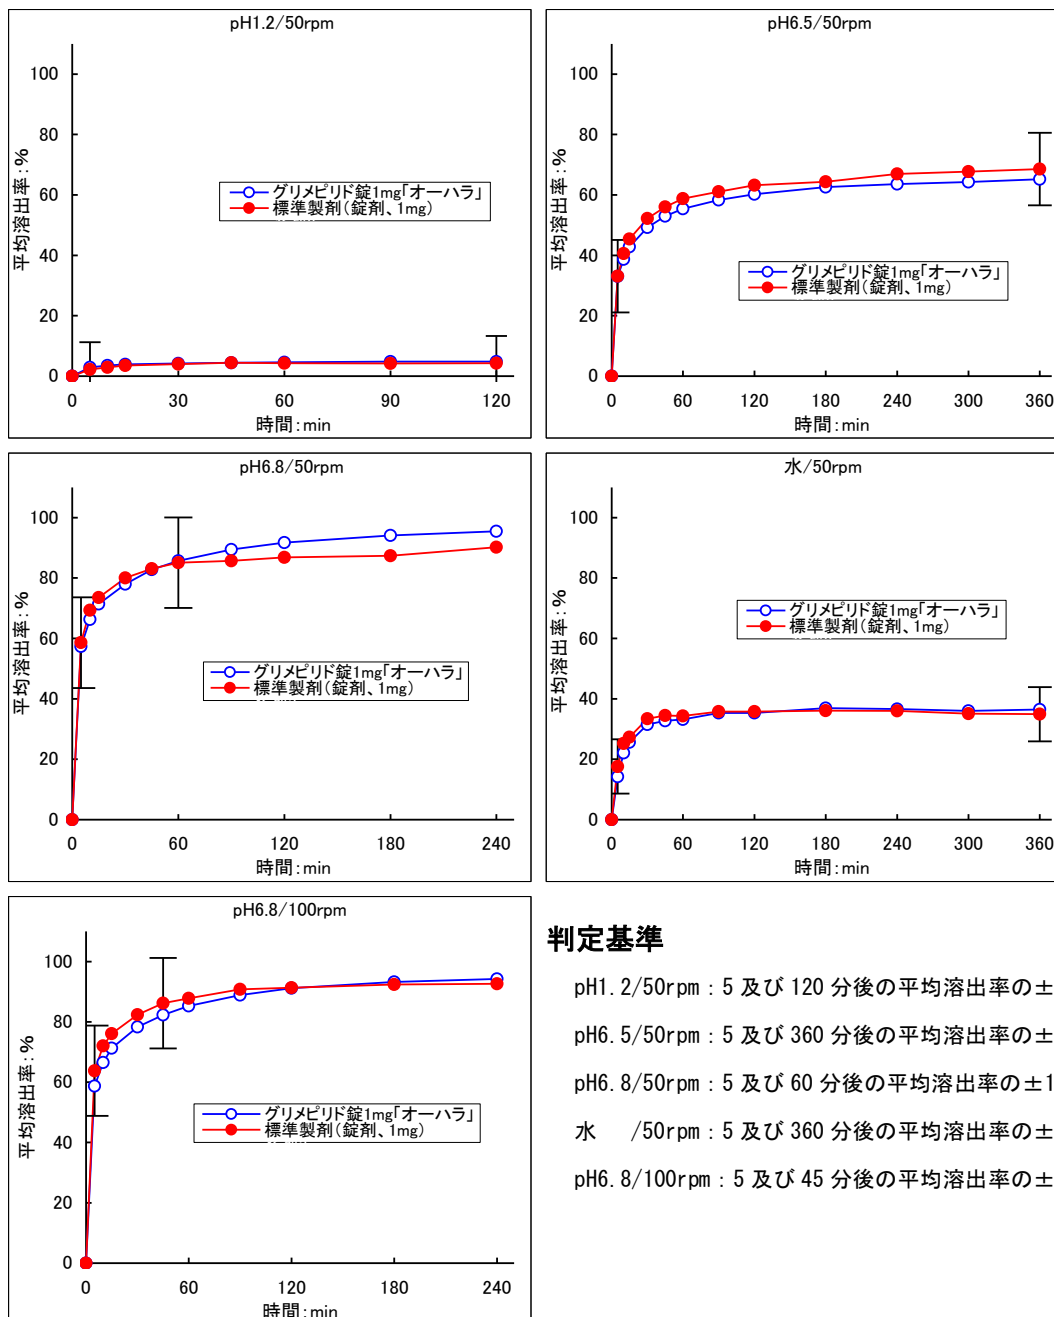 pH1.2/50rpm
平均溶出率:%
100
80
60
40
20
0
グリメピリド錠1mg「オーハラ」
標準製剤(錠剤、1mg)
0 30 60 90 120
時間:min
pH6.5/50rpm
平均溶出率:%
100
80
60
40
20
0
グリメピリド錠1mg「オーハラ」
標準製剤(錠剤、1mg)
0 60 120 180 240 300 360
時間:min
pH6.8/50rpm
平均溶出率:%
100
80
60
40
20
0
グリメピリド錠1mg「オーハラ」
標準製剤(錠剤、1mg)
0 60 120 180 240
時間:min
水/50rpm
平均溶出率:%
100
80
60
40
20
0
グリメピリド錠1mg「オーハラ」
標準製剤(錠剤、1mg)
0 60 120 180 240 300 360
時間:min
pH6.8/100rpm
平均溶出率:%
100
80
60
40
20
0
グリメピリド錠1mg「オーハラ」
標準製剤(錠剤、1mg)
0 60 120 180 240
時間:min
判定基準
pH1.2/50rpm:5 及び 120 分後の平均溶出率の±
pH6.5/50rpm:5 及び 360 分後の平均溶出率の±
pH6.8/50rpm:5 及び 60 分後の平均溶出率の±1
水 /50rpm:5 及び 360 分後の平均溶出率の±
pH6.8/100rpm:5 及び 45 分後の平均溶出率の±